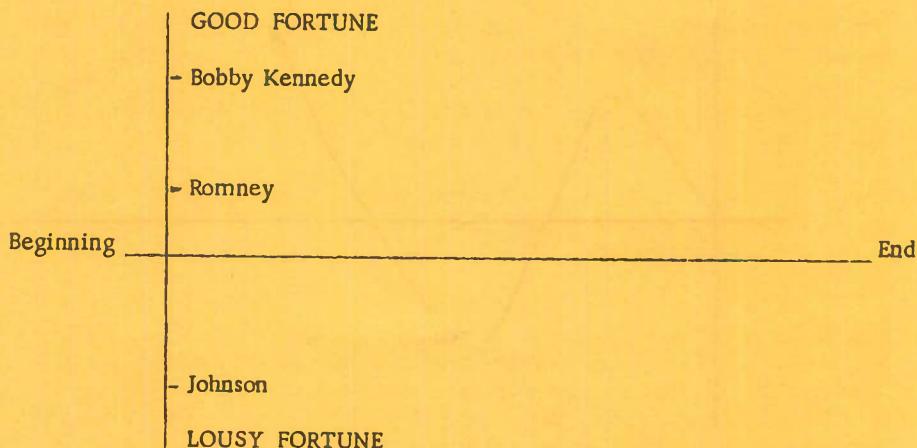 GOOD FORTUNE
Bobby Kennedy
Romney
Beginning End
Johnson
LOUSY FORTUNE